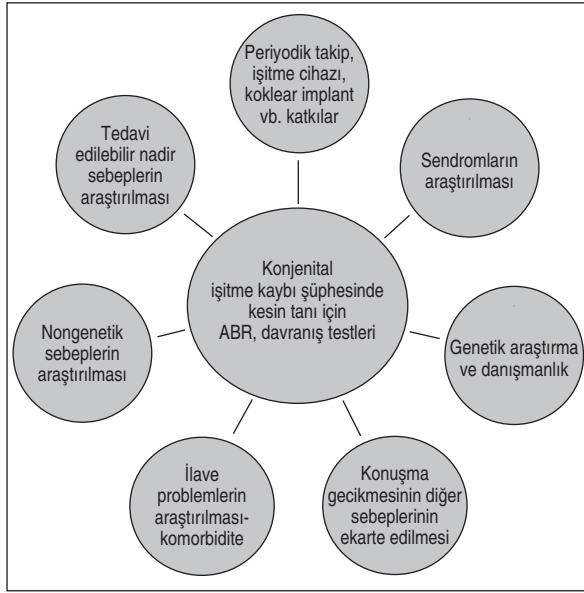 Periyodik takip,
işitme cihazı,
koklear implant
vb. katkılar
Tedavi
edilebilir nadir
sebeplerin
araştırılması
Sendromların
araştırılması
Konjenital
işitme kaybı şüphesinde
kesin tanı için
ABR, davranış testleri
Nongenetik
sebeplerin
araştırılması
Genetik araştırma
ve danışmanlık
İlave
problemlerin
araştırılması-
komorbidite
Konuşma
gecikmesinin diğer
sebeplerinin
ekarte edilmesi